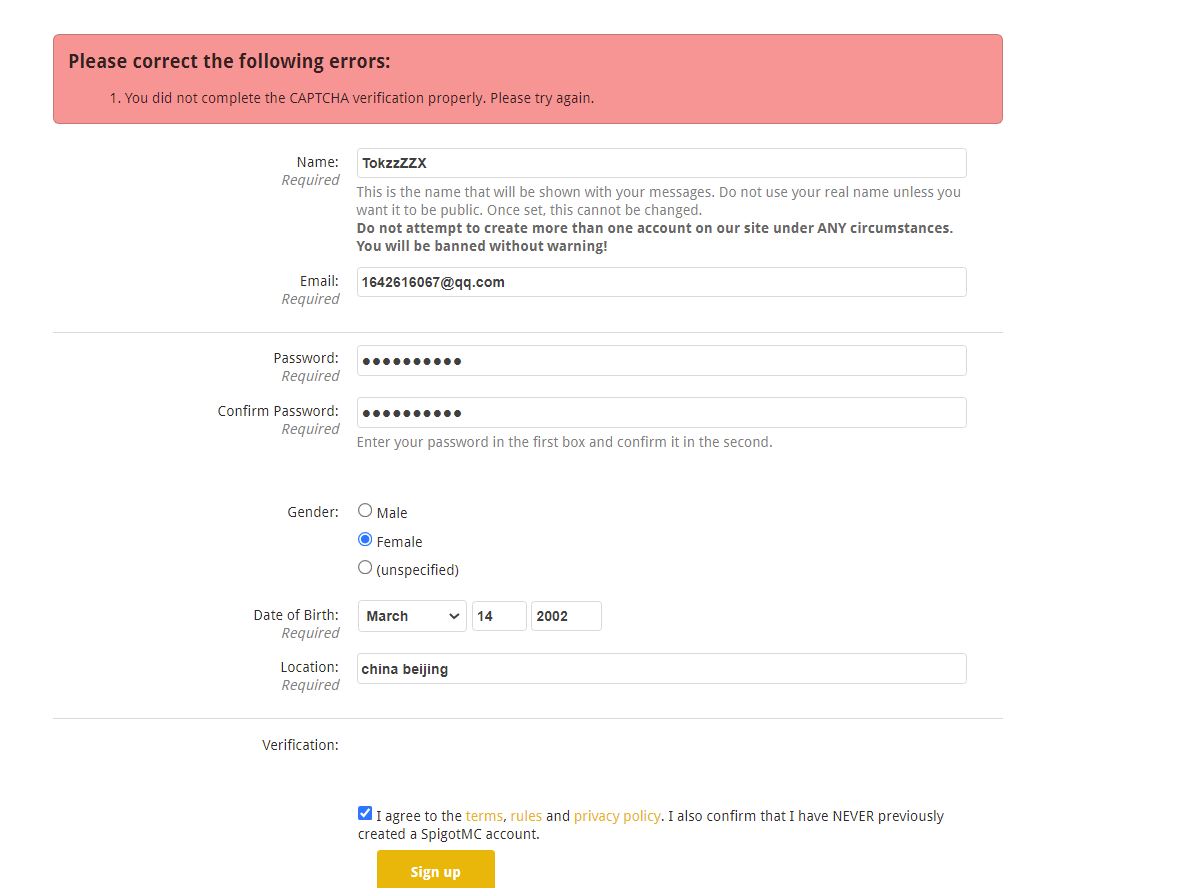 Please correct the following errors:
1. You did not complete the CAPTCHA verification properly. Please try again.
Name:
Required
TokzzZZX
This is the name that will be shown with your messages. Do not use your real name unless you
want it to be public. Once set, this cannot be changed.
Do not attempt to create more than one account on our site under ANY circumstances.
You will be banned without warning!
Email:
Required
1642616067@qq.com
Password:
Required
●●●●●●●●●●
Confirm Password:
Required
●●●●●●●●●●
Enter your password in the first box and confirm it in the second.
Gender:
Male
Female
(unspecified)
Date of Birth:
Required
March 14 2002
Location:
Required
china beijing
Verification:
I agree to the terms, rules and privacy policy. I also confirm that I have NEVER previously
created a SpigotMC account.
Sign up